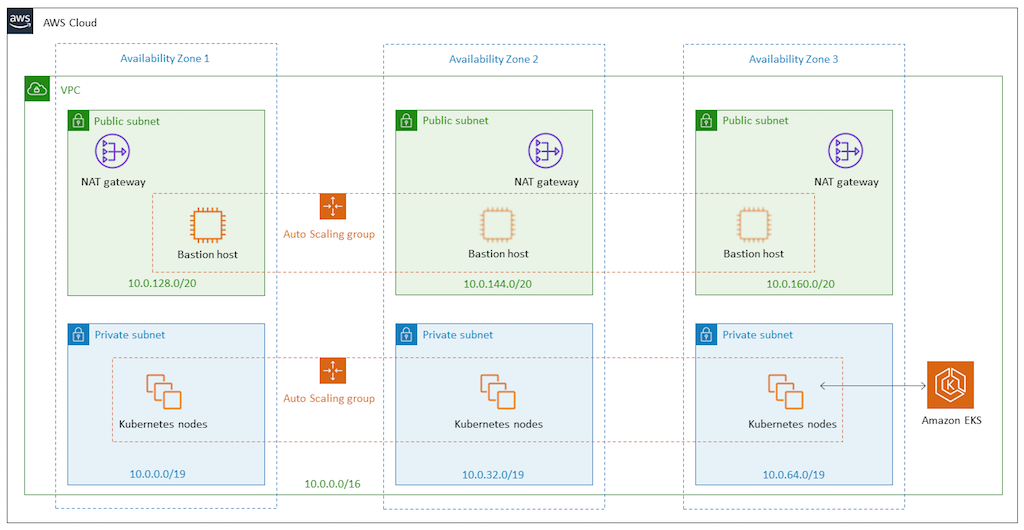 aws
AWS Cloud
Availability Zone 1
Availability Zone 2
Availability Zone 3
VPC
Public subnet
Public subnet
Public subnet
NAT gateway
NAT gateway
NAT gateway
Auto Scaling group
Bastion host
Bastion host
Bastion host
10.0.128.0/20
10.0.144.0/20
10.0.160.0/20
Private subnet
Private subnet
Private subnet
K
Auto Scaling group
Kubernetes nodes
Kubernetes nodes
Kubernetes nodes
Amazon EKS
10.0.0.0/19
10.0.32.0/19
10.0.64.0/19
10.0.0.0/16